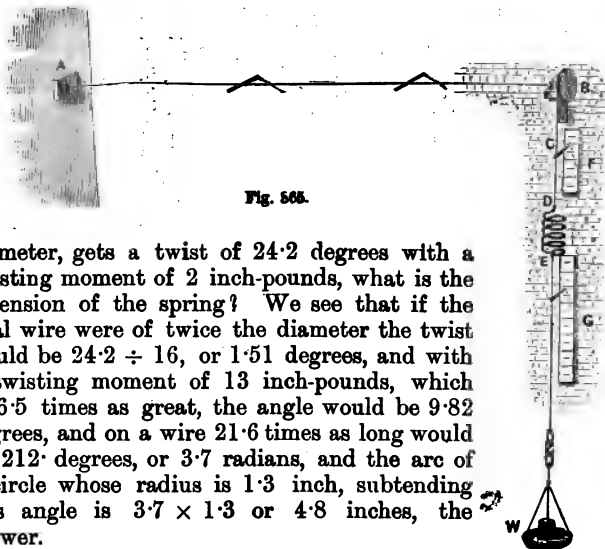 A
B
C
F
Fig. 565.
D
E
G
meter, gets a twist of 24·2 degrees with a
sting moment of 2 inch-pounds, what is the
ension of the spring? We see that if the
al wire were of twice the diameter the twist
uld be 24·2 ÷ 16, or 1·51 degrees, and with
twisting moment of 13 inch-pounds, which
6·5 times as great, the angle would be 9·82
grees, and on a wire 21·6 times as long would
212· degrees, or 3·7 radians, and the arc of
ircle whose radius is 1·3 inch, subtending
s angle is 3·7 × 1·3 or 4·8 inches, the
wer.
W